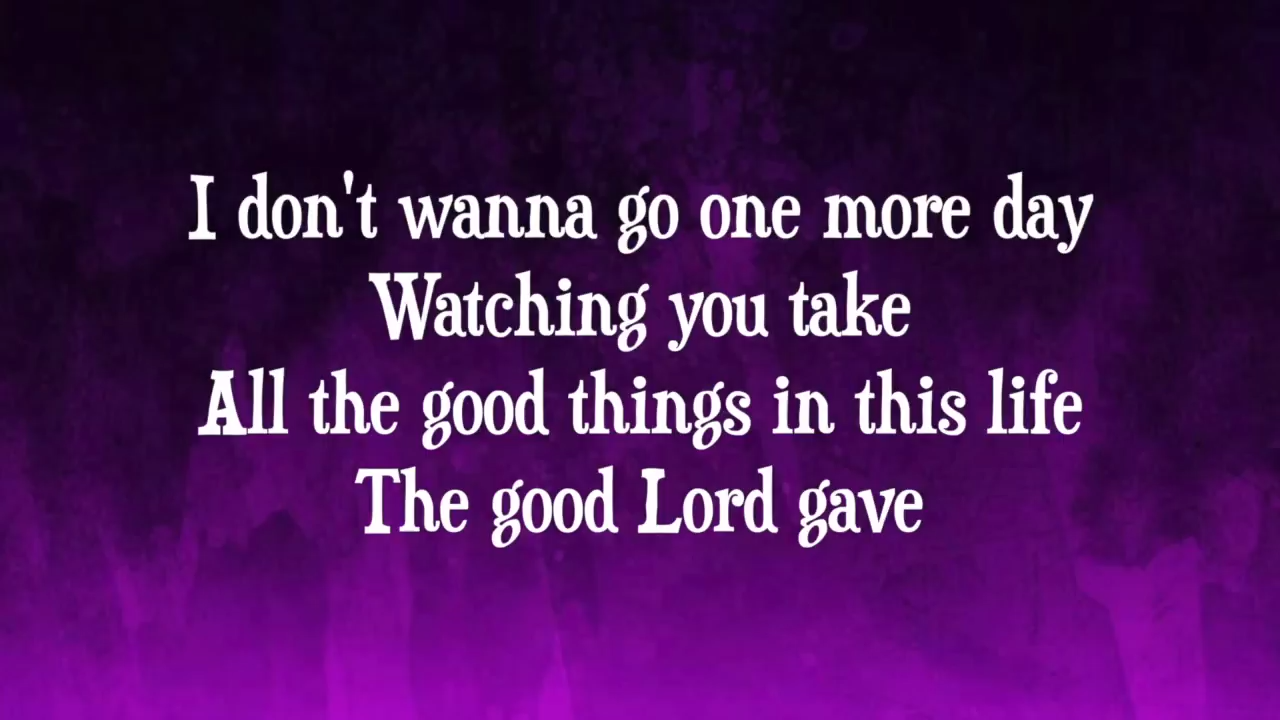 I don't wanna go one more day
Watching you take
All the good things in this life
The good Lord gave